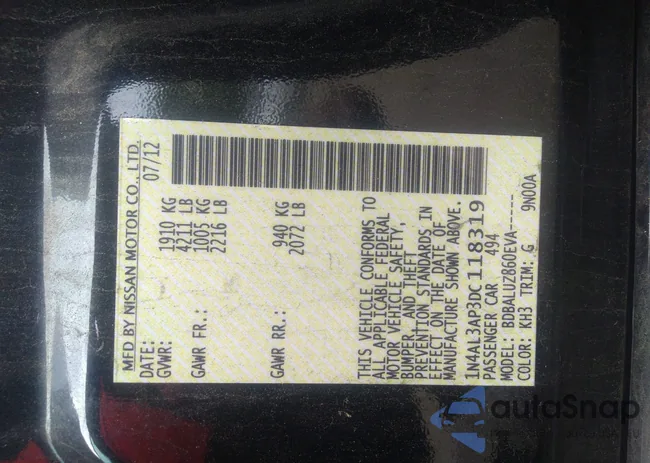 MFD BY NISSAN MOTOR CO., LTD.
DATE: 07/12
GVWR: 1910 KG
4211 LB
GAWR FR.: 1005 KG
2216 LB
GAWR RR.: 940 KG
2072 LB
THIS VEHICLE CONFORMS TO
ALL APPLICABLE FEDERAL
MOTOR VEHICLE SAFETY,
BUMPER, AND THEFT
PREVENTION STANDARDS IN
EFFECT ON THE DATE OF
MANUFACTURE SHOWN ABOVE.
1N4AL3AP3DC118319
PASSENGER CAR 494
MODEL: BDBALUZ860EVA-----
COLOR: KH3 TRIM: G 9N00A
autaSnap